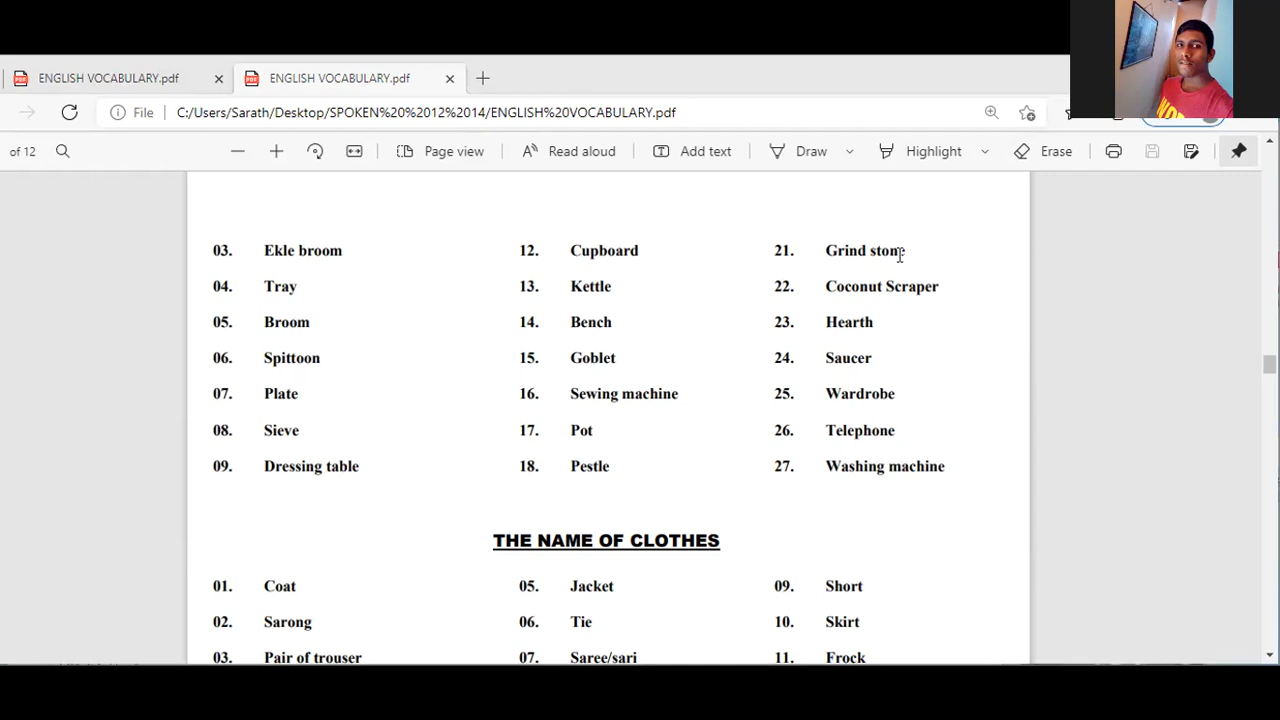 ENGLISH VOCABULARY.pdf ENGLISH VOCABULARY.pdf
File C:/Users/Sarath/Desktop/SPOKEN%20%2012%2014/ENGLISH%20VOCABULARY.pdf
of 12 Page view Read aloud Add text Draw Highlight Erase
03. Ekle broom 12. Cupboard 21. Grind stone
04. Tray 13. Kettle 22. Coconut Scraper
05. Broom 14. Bench 23. Hearth
06. Spittoon 15. Goblet 24. Saucer
07. Plate 16. Sewing machine 25. Wardrobe
08. Sieve 17. Pot 26. Telephone
09. Dressing table 18. Pestle 27. Washing machine
THE NAME OF CLOTHES
01. Coat 05. Jacket 09. Short
02. Sarong 06. Tie 10. Skirt
03. Pair of trouser 07. Saree/sari 11. Frock